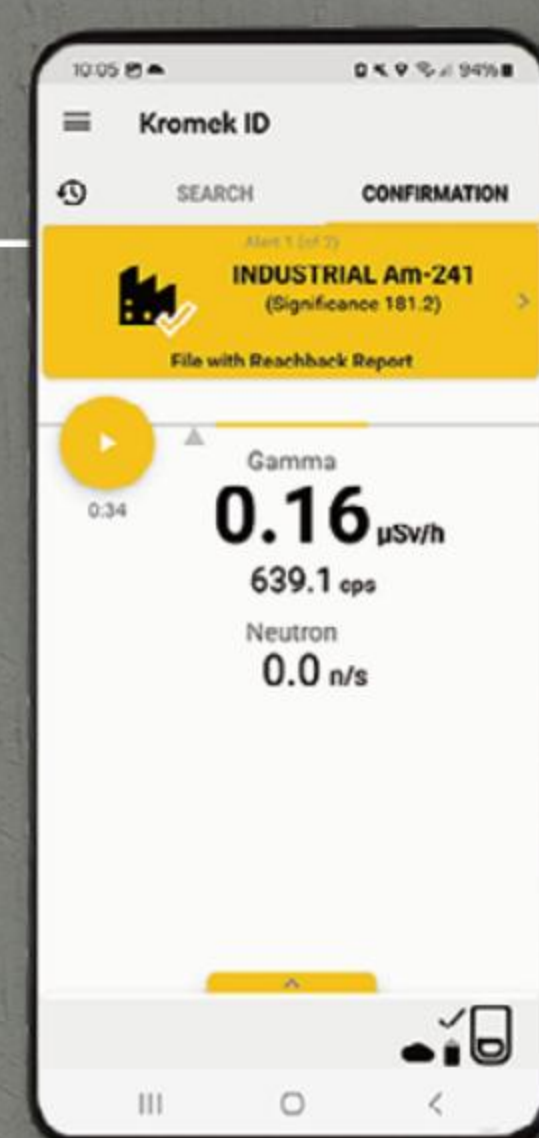 10:05 94%
Kromek ID
SEARCH CONFIRMATION
Alert 1 (of 2)
INDUSTRIAL Am-241
(Significance 181.2)
File with Reachback Report
0:34
Gamma
0.16 µSv/h
639.1 cps
Neutron
0.0 n/s